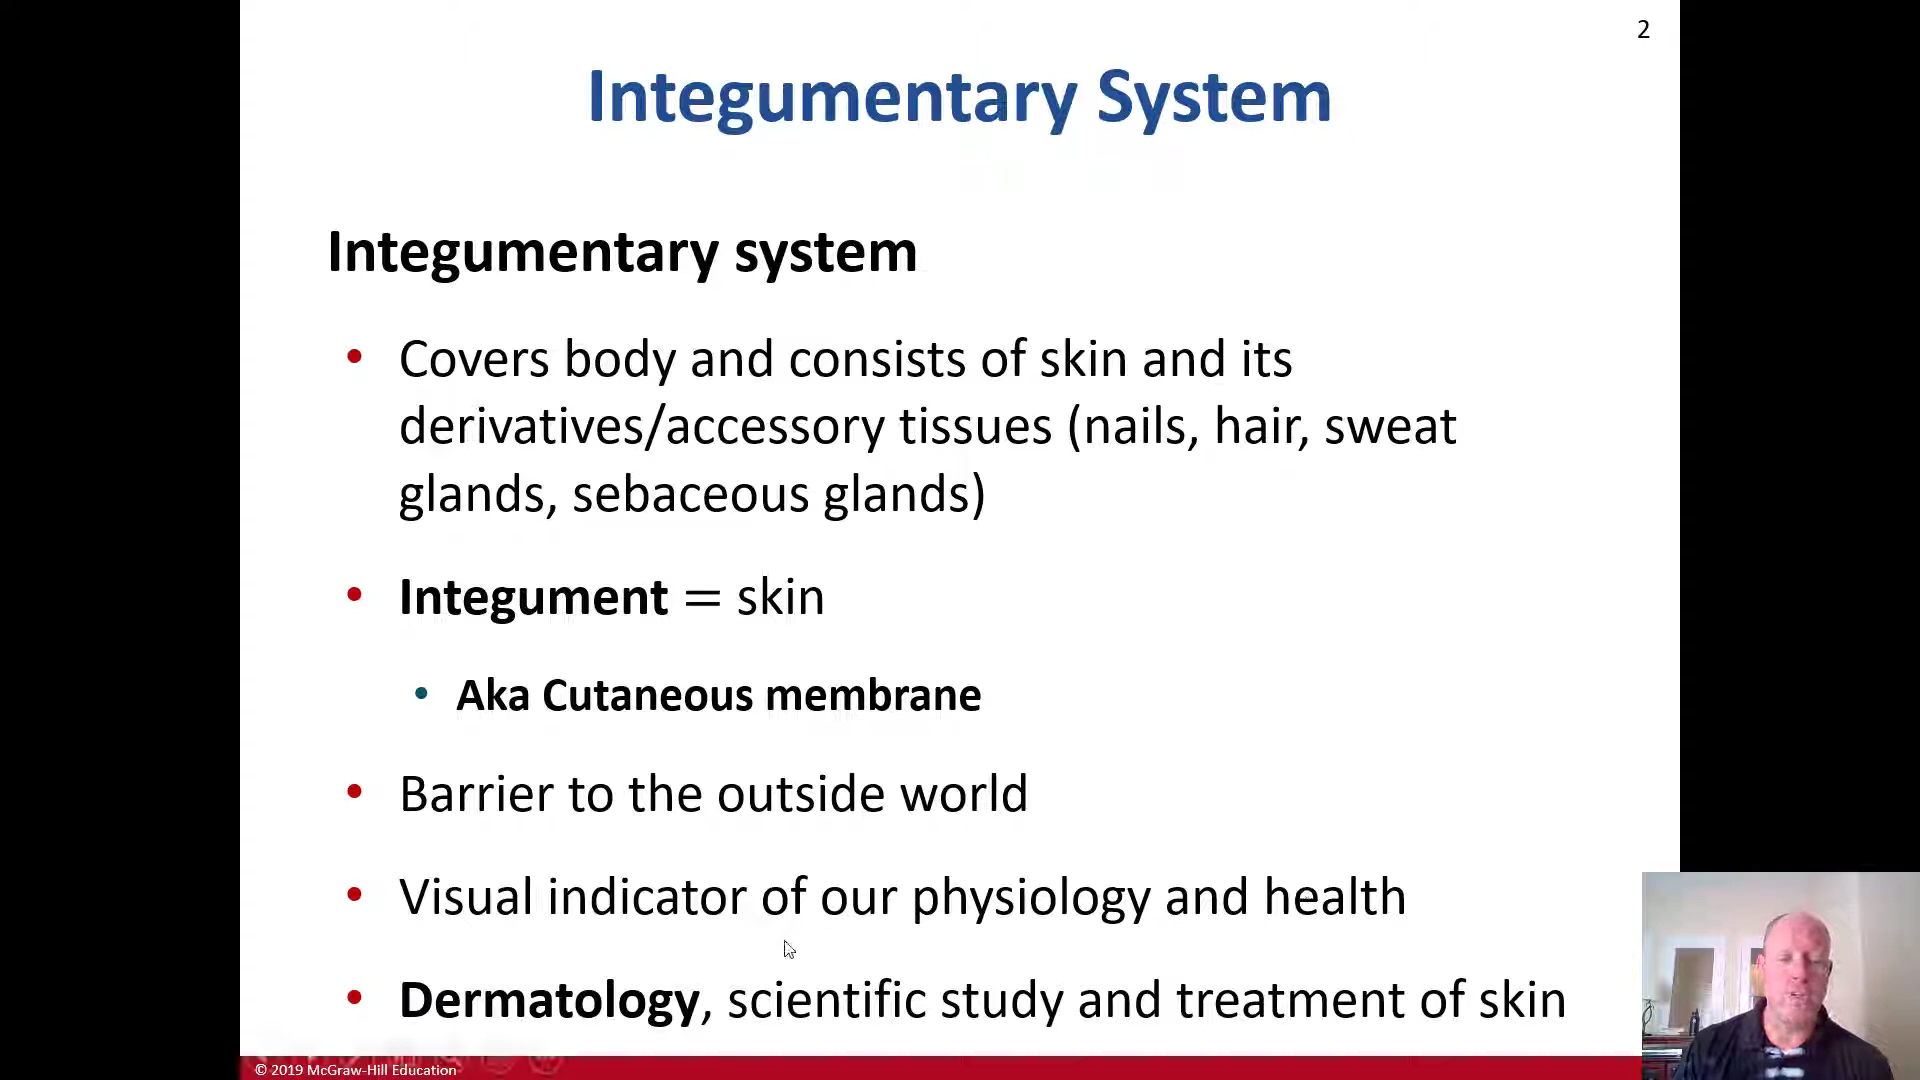 2
Integumentary System
Integumentary system
• Covers body and consists of skin and its
derivatives/accessory tissues (nails, hair, sweat
glands, sebaceous glands)
• Integument = skin
• Aka Cutaneous membrane
• Barrier to the outside world
• Visual indicator of our physiology and health
• Dermatology, scientific study and treatment of skin
© 2019 McGraw-Hill Education